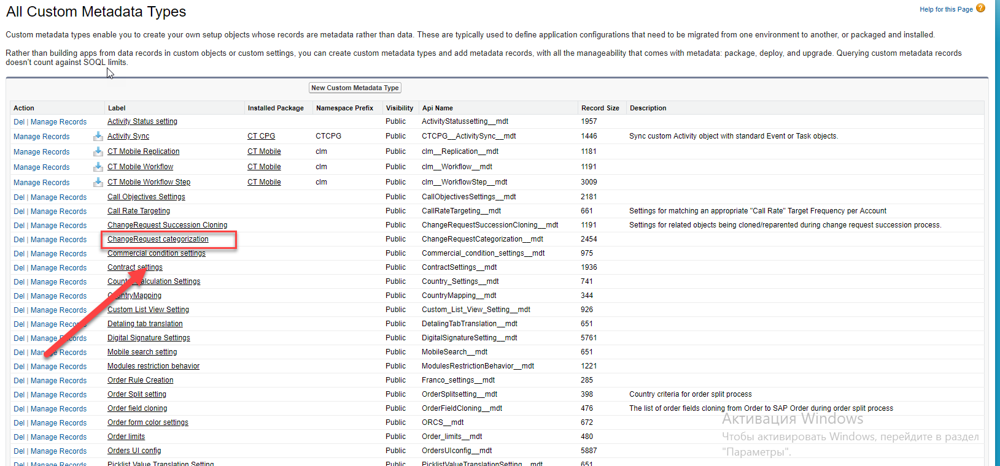 All Custom Metadata Types
Help for this Page ?
Custom metadata types enable you to create your own setup objects whose records are metadata rather than data. These are typically used to define application configurations that need to be migrated from one environment to another, or packaged and installed.
Rather than building apps from data records in custom objects or custom settings, you can create custom metadata types and add metadata records, with all the manageability that comes with metadata: package, deploy, and upgrade. Querying custom metadata records
doesn't count against SOQL limits.
New Custom Metadata Type
Action Label Installed Package Namespace Prefix Visibility Api Name Record Size Description
Del | Manage Records Activity Status setting Public ActivityStatussetting__mdt 1957
Manage Records Activity Sync CT CPG CTCPG Public CTCPG__ActivitySync__mdt 1446 Sync custom Activity object with standard Event or Task objects.
Manage Records CT Mobile Replication CT Mobile clm Public clm__Replication__mdt 1181
Manage Records CT Mobile Workflow CT Mobile clm Public clm__Workflow__mdt 1191
Manage Records CT Mobile Workflow Step CT Mobile clm Public clm__WorkflowStep__mdt 3009
Del | Manage Records Call Objectives Settings Public CallObjectivesSettings__mdt 2181
Del | Manage Records Call Rate Targeting Public CallRateTargeting__mdt 661 Settings for matching an appropriate "Call Rate" Target Frequency per Account
Del | Manage Records ChangeRequest Succession Cloning Public ChangeRequestSuccessionCloning__mdt 1191 Settings for related objects being cloned/reparented during change request succession process.
Del | Manage Records ChangeRequest categorization Public ChangeRequestCategorization__mdt 2454
Del | Manage Records Commercial condition settings Public Commercial_condition_settings__mdt 975
Del | Manage Records Contract settings Public ContractSettings__mdt 1936
Del | Manage Records Country Calculation Settings Public Country_Settings__mdt 741
Del | Manage Records CountryMapping Public CountryMapping__mdt 344
Del | Manage Records Custom List View Setting Public Custom_List_View_Setting__mdt 926
Del | Manage Records Detaling tab translation Public DetalingTabTranslation__mdt 651
Del | Manage Records Digital Signature Settings Public DigitalSignatureSetting__mdt 5761
Del | Manage Records Mobile search setting Public MobileSearch__mdt 651
Del | Manage Records Modules restriction behavior Public ModulesRestrictionBehavior__mdt 1221
Del | Manage Records Order Rule Creation Public Franco_settings__mdt 285
Del | Manage Records Order Split setting Public OrderSplitsetting__mdt 398 Country criteria for order split process
Del | Manage Records Order field cloning Public OrderFieldCloning__mdt 476 The list of order fields cloning from Order to SAP Order during order split process
Del | Manage Records Order form color settings Public ORCS__mdt 672
Del | Manage Records Order limits Public Order_limits__mdt 480
Del | Manage Records Orders UI config Public OrdersUIconfig__mdt 5887
Del | Manage Records Picklist Value Translation Setting Public PicklistValueTranslationSetting__mdt 651
Активация Windows
Чтобы активировать Windows, перейдите в раздел
"Параметры".